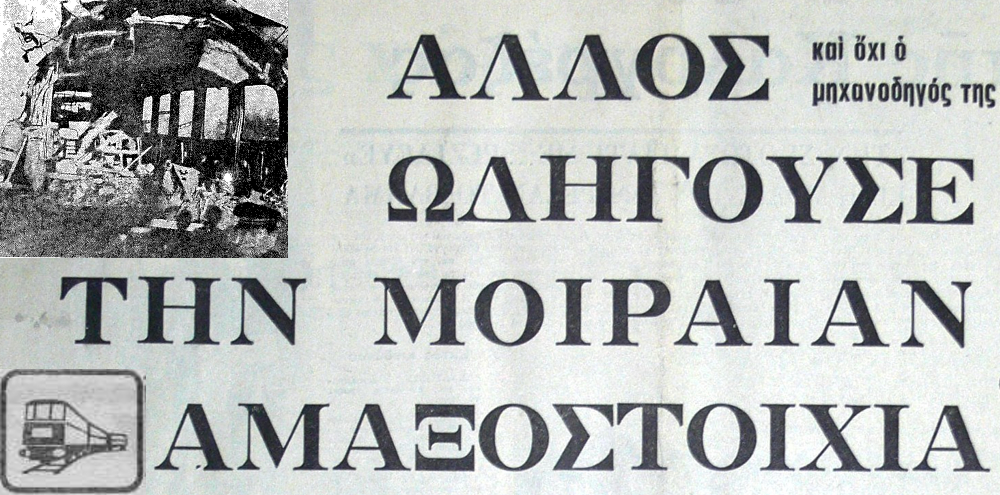 ΑΛΛΟΣ
καὶ ὄχι ὁ
μηχανοδηγός της
ΩΔΗΓΟΥΣΕ
ΤΗΝ ΜΟΙΡΑΙΑΝ
ΑΜΑΞΟΣΤΟΙΧΙΑ